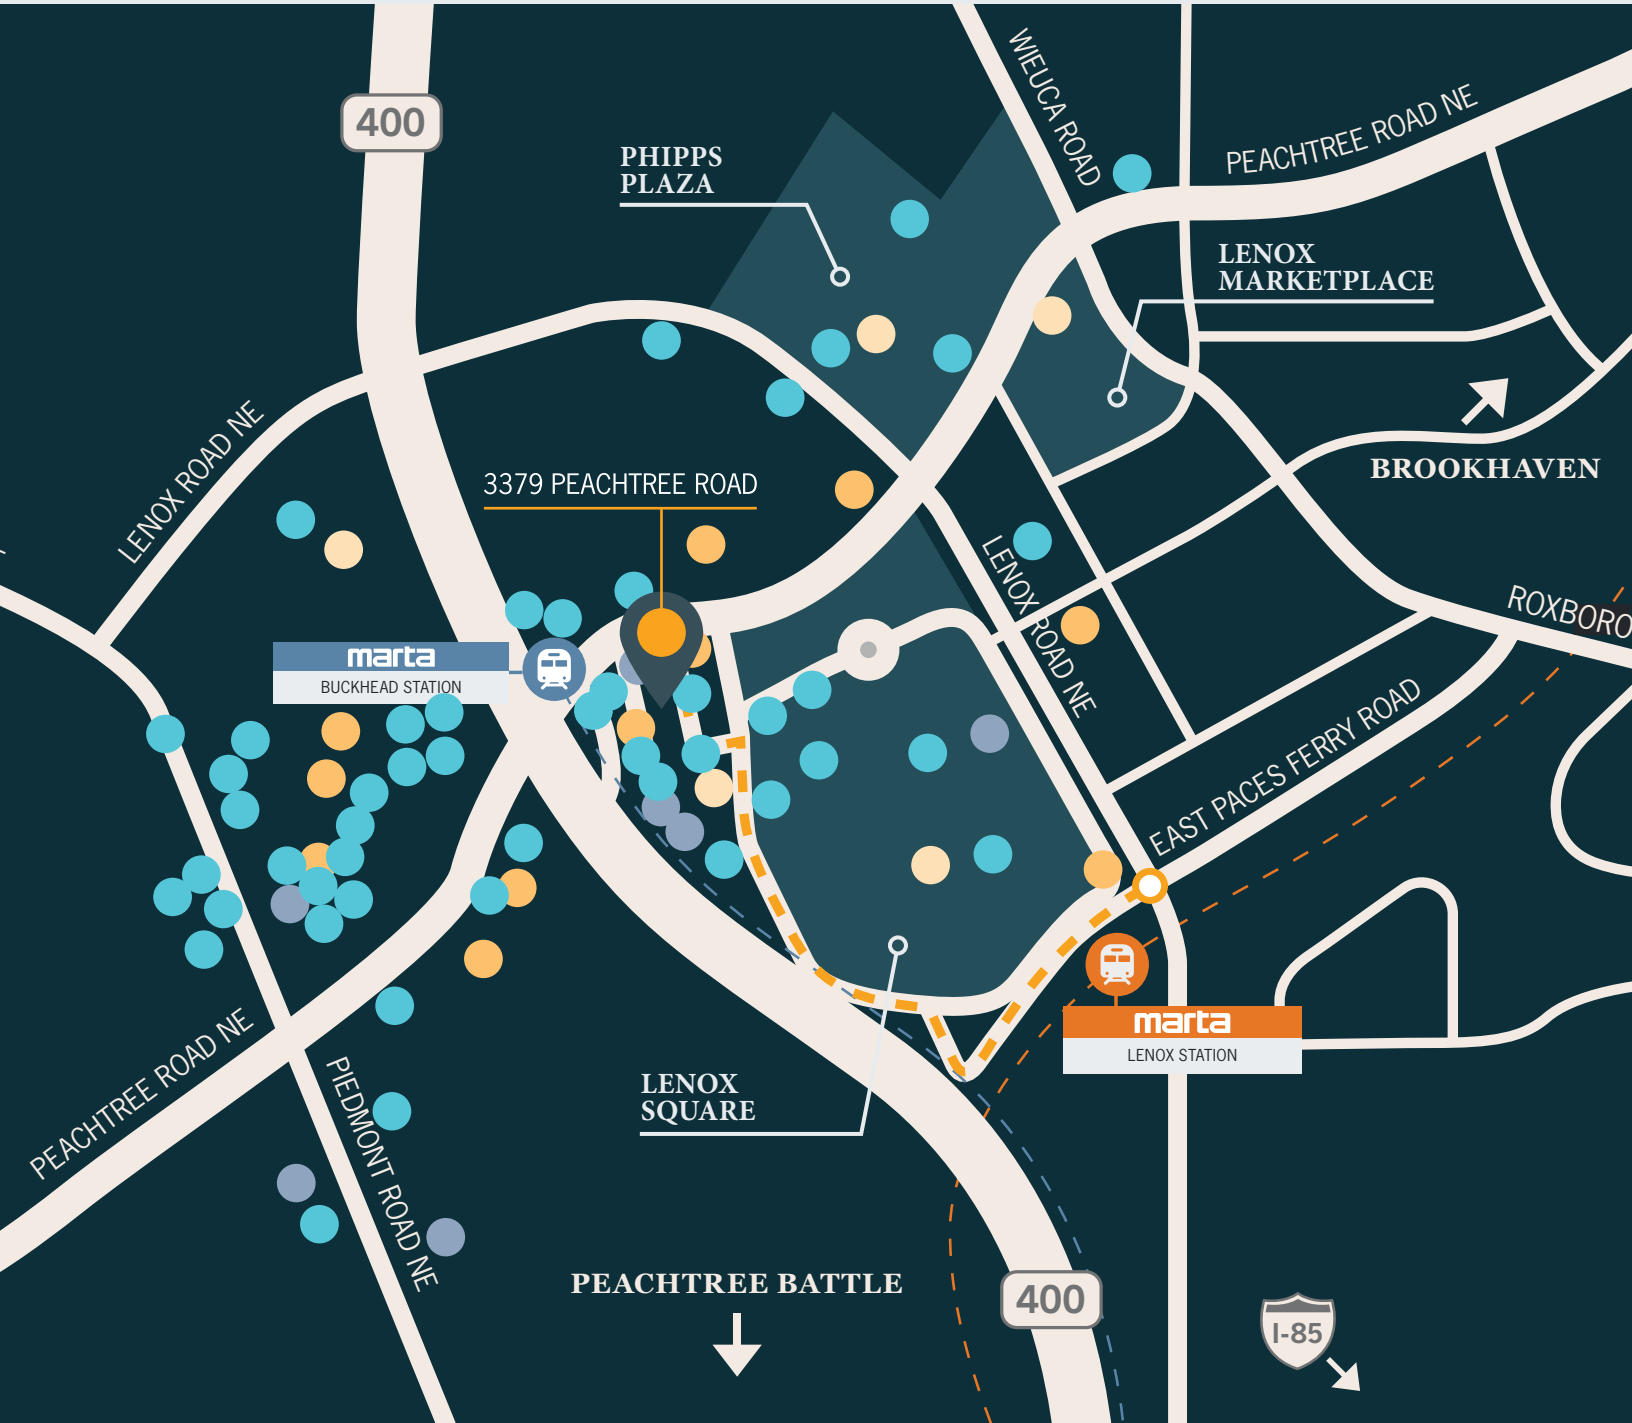 400
WIEUCA ROAD
PEACHTREE ROAD NE
PHIPPS
PLAZA
LENOX
MARKETPLACE
LENOX ROAD NE
3379 PEACHTREE ROAD
BROOKHAVEN
LENOX ROAD NE
ROXBORO
marta
BUCKHEAD STATION
EAST PACES FERRY ROAD
marta
LENOX STATION
PEACHTREE ROAD NE
PIEDMONT ROAD NE
LENOX
SQUARE
PEACHTREE BATTLE
400
I-85